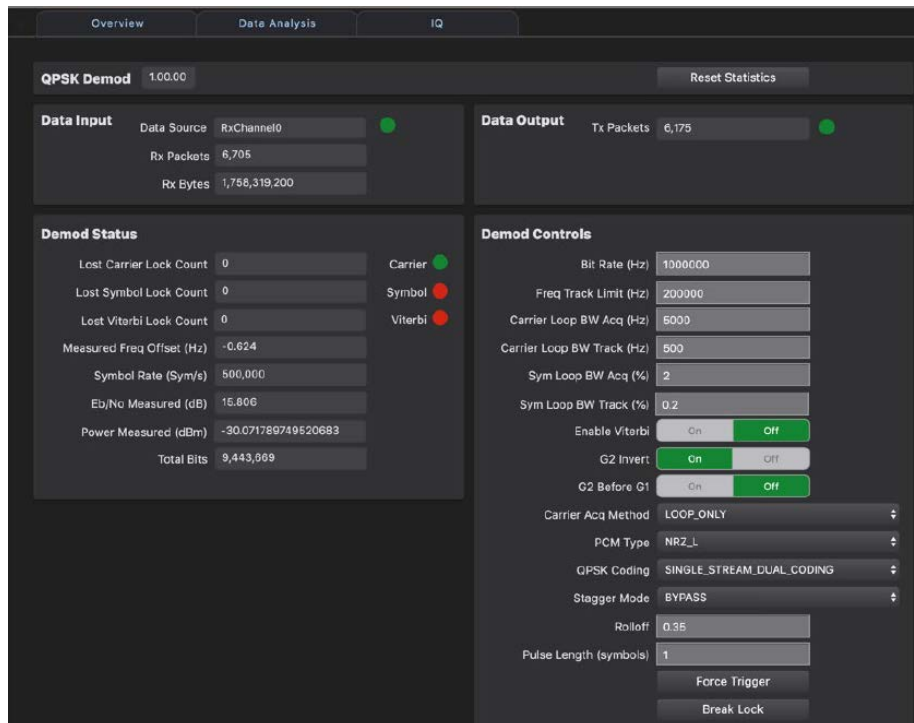 Overview Data Analysis IQ
QPSK Demod 1.00.00 Reset Statistics
Data Input
Data Source RxChannel0
Rx Packets 6,705
Rx Bytes 1,758,319,200
Data Output
Tx Packets 6,175
Demod Status
Lost Carrier Lock Count 0 Carrier
Lost Symbol Lock Count 0 Symbol
Lost Viterbi Lock Count 0 Viterbi
Measured Freq Offset (Hz) -0.624
Symbol Rate (Sym/s) 500,000
Eb/No Measured (dB) 15.806
Power Measured (dBm) -30.071789749520683
Total Bits 9,443,669
Demod Controls
Bit Rate (Hz) 1000000
Freq Track Limit (Hz) 200000
Carrier Loop BW Acq (Hz) 5000
Carrier Loop BW Track (Hz) 500
Sym Loop BW Acq (%) 2
Sym Loop BW Track (%) 0.2
Enable Viterbi On Off
G2 Invert On Off
G2 Before G1 On Off
Carrier Acq Method LOOP_ONLY
PCM Type NRZ_L
QPSK Coding SINGLE_STREAM_DUAL_CODING
Stagger Mode BYPASS
Rolloff 0.35
Pulse Length (symbols) 1
Force Trigger
Break Lock